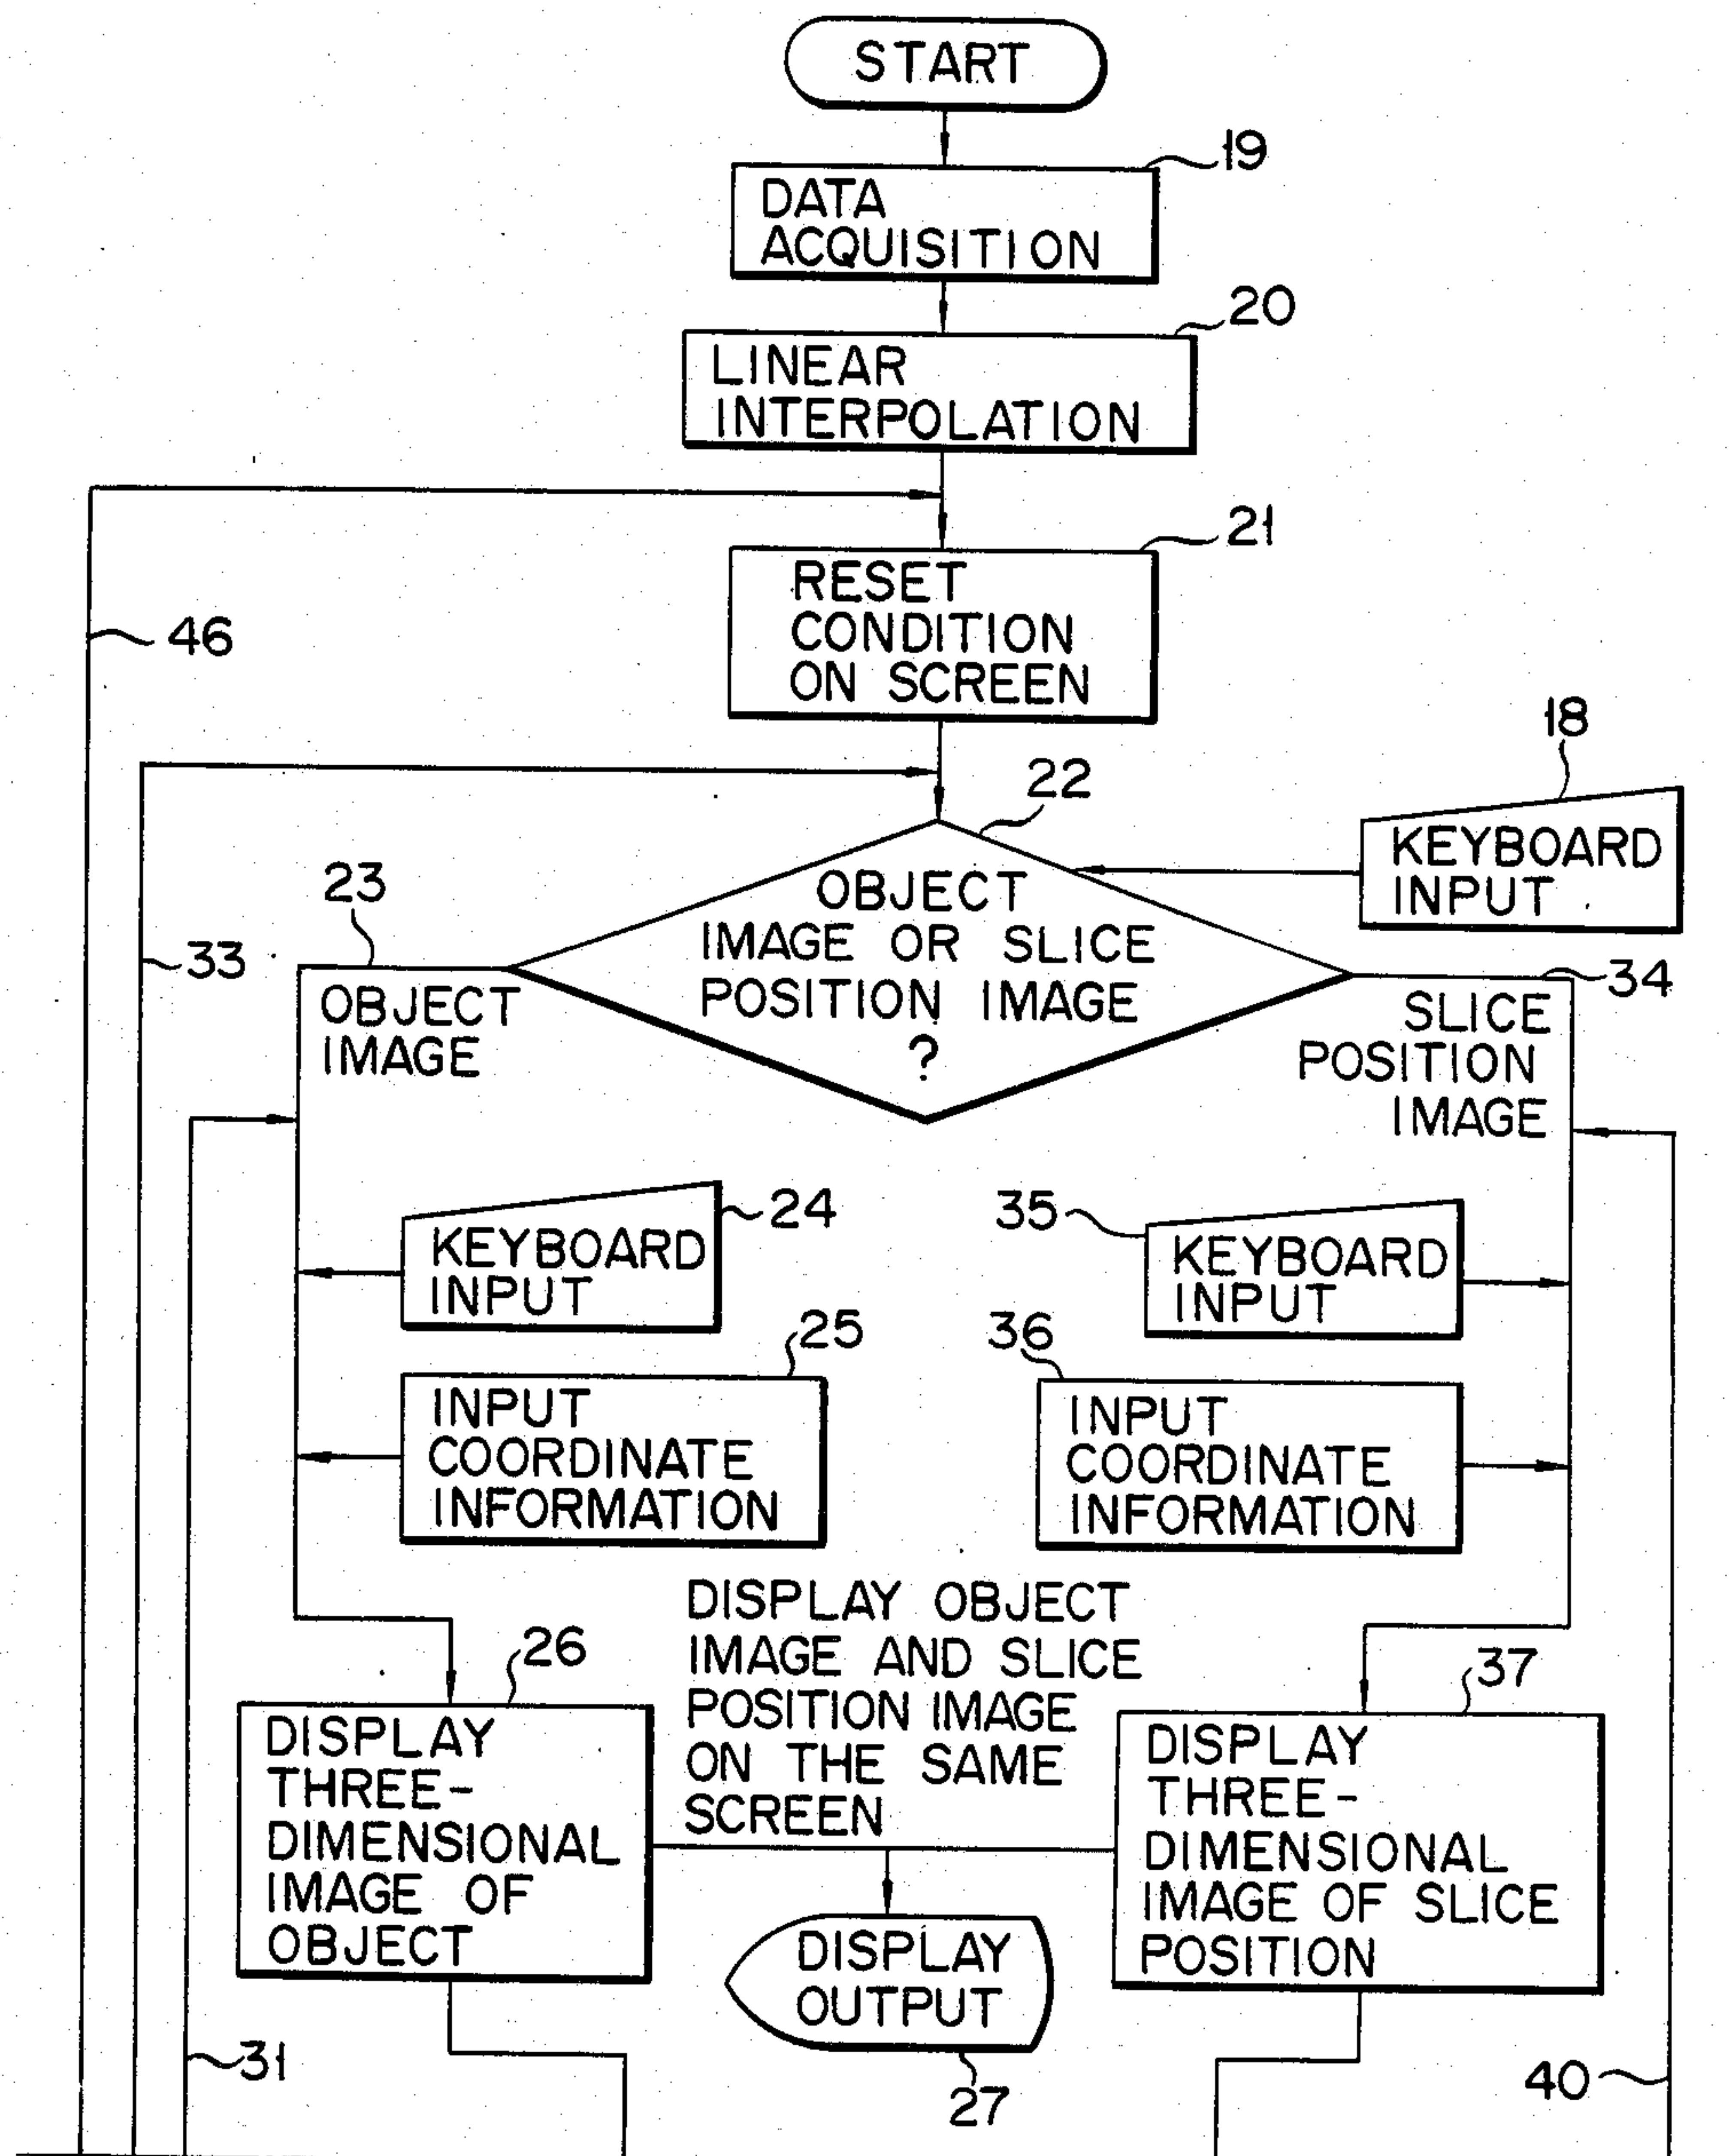 START
19
DATA
ACQUISITION
20
LINEAR
INTERPOLATION
21
RESET
CONDITION
ON SCREEN
46
18
22
KEYBOARD
INPUT
23
OBJECT
IMAGE OR SLICE
POSITION IMAGE
?
33
34
OBJECT
IMAGE
SLICE
POSITION
IMAGE
24
KEYBOARD
INPUT
35
KEYBOARD
INPUT
25
INPUT
COORDINATE
INFORMATION
36
INPUT
COORDINATE
INFORMATION
DISPLAY OBJECT
IMAGE AND SLICE
POSITION IMAGE
ON THE SAME
SCREEN
26
DISPLAY
THREE-
DIMENSIONAL
IMAGE OF
OBJECT
37
DISPLAY
THREE-
DIMENSIONAL
IMAGE OF SLICE
POSITION
DISPLAY
OUTPUT
27
31
40